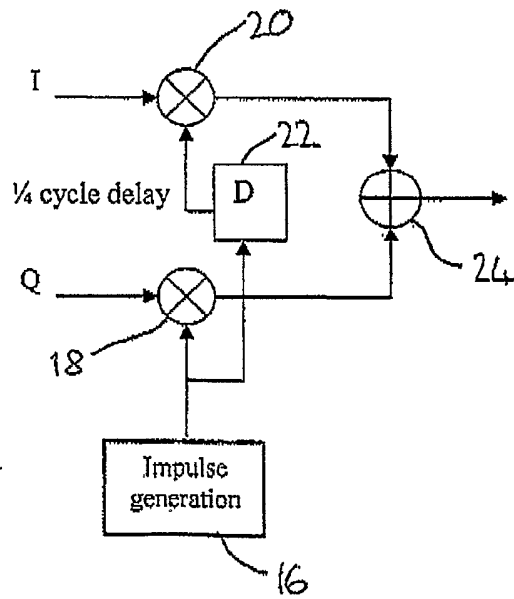 20
I
22
¼ cycle delay
D
Q
24
18
Impulse
generation
16